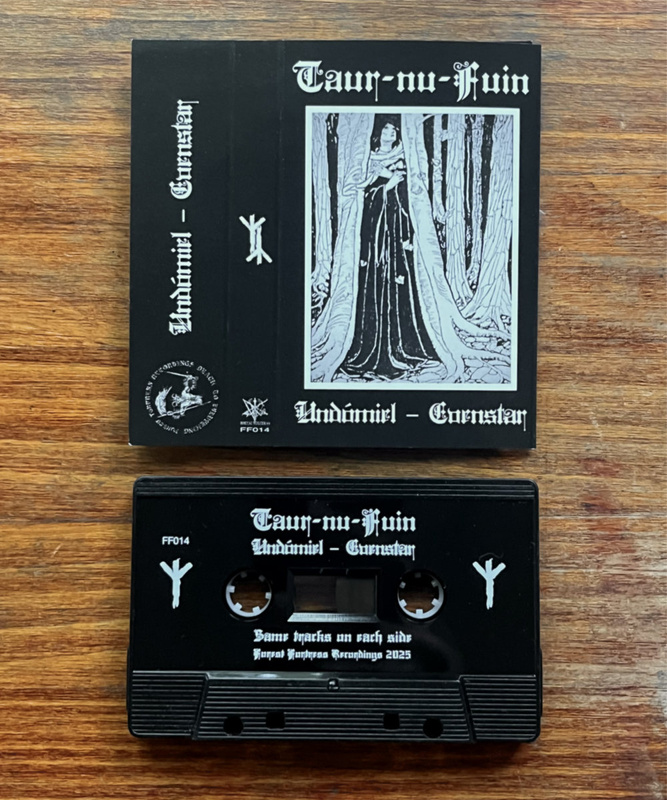 Taur-nu-Fuin
Undómiel – Evenstar
Undómiel – Evenstar
FF014
FF014
Taur-nu-Fuin
Undómiel – Evenstar
Same tracks on each side
Forest Fortress Recordings 2025